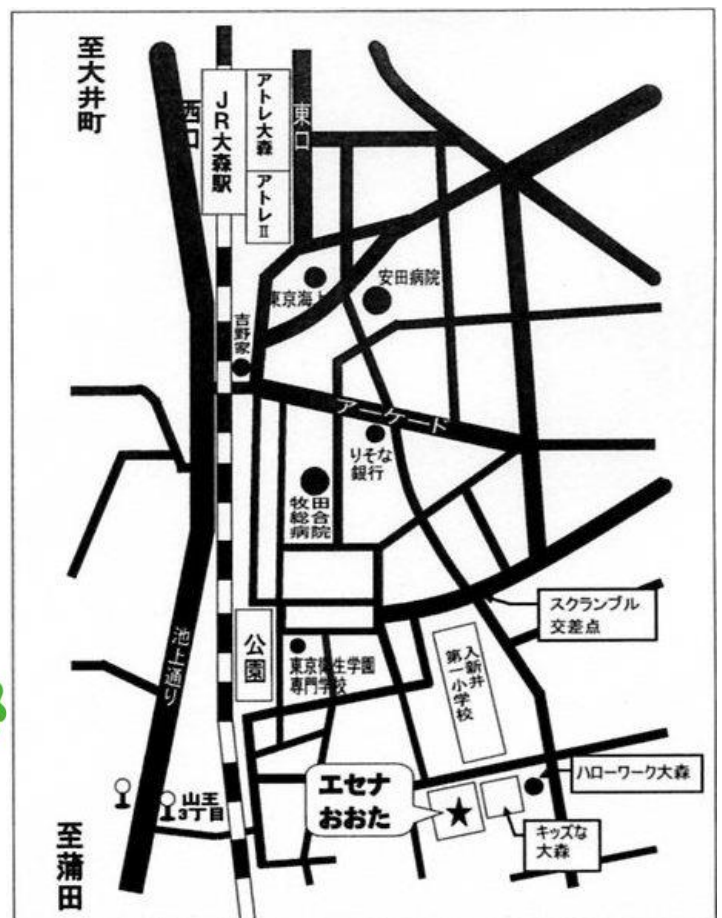 至大井町
西口
JR大森駅
アトレ大森
アトレⅡ
東口
東京海上
安田病院
吉野家
アーケード
りそな
銀行
牧田
総合
病院
スクランブル
交差点
公園
池上通り
東京衛生学園
専門学校
入新井
第一小学校
ハローワーク大森
エセナ
おおた
キッズな
大森
山王
3丁目
至蒲田